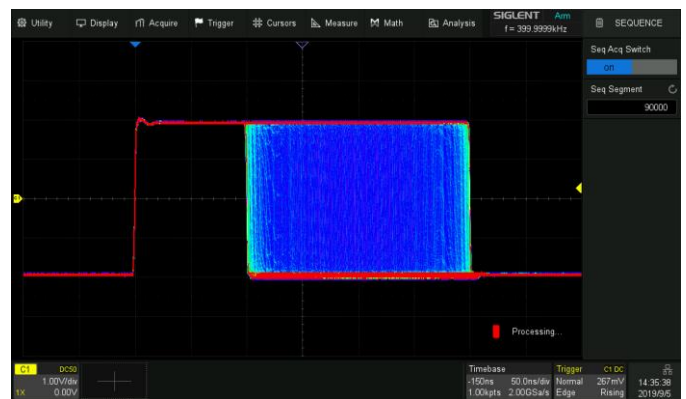 Utility Display Acquire Trigger Cursors Measure Math Analysis SIGLENT Arm
f = 399.9999kHz
SEQUENCE
Seq Acq Switch
on
Seq Segment
90000
Processing...
C1 DC50
1.00V/div
1X 0.00V
Timebase
-150ns 50.0ns/div
1.00kpts 2.00GSa/s
Trigger C1 DC
Normal 267mV
Edge Rising
14:35:38
2019/9/5